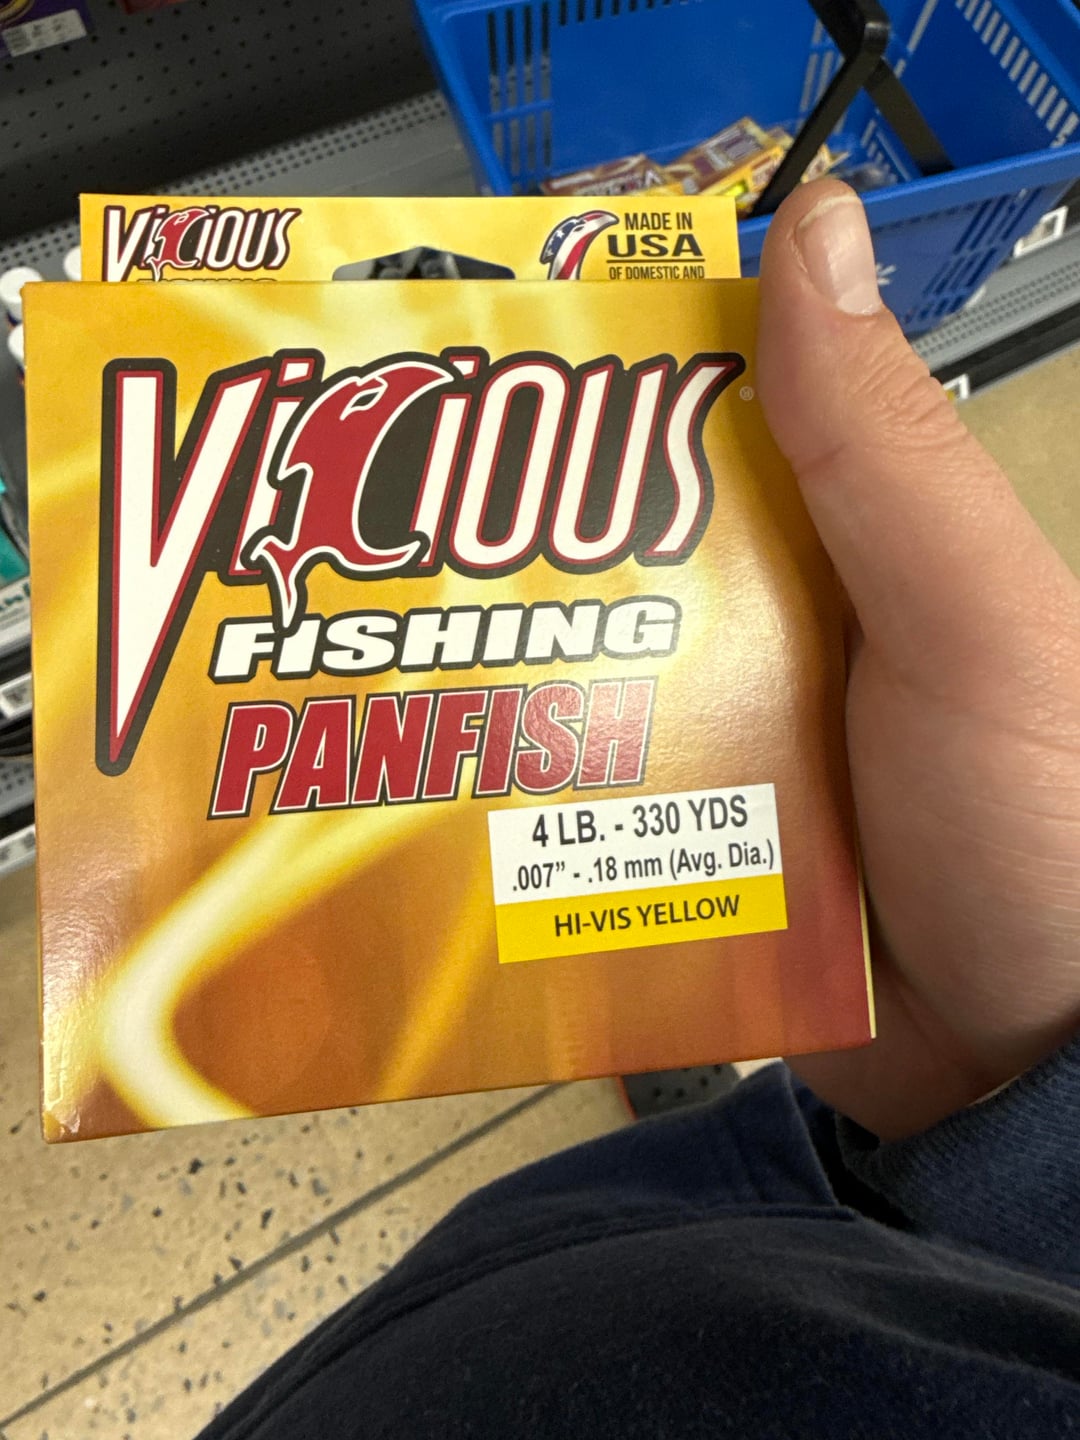 Vicious
MADE IN
USA
OF DOMESTIC AND
Vicious®
FISHING
PANFISH
4 LB. - 330 YDS
.007” - .18 mm (Avg. Dia.)
HI-VIS YELLOW